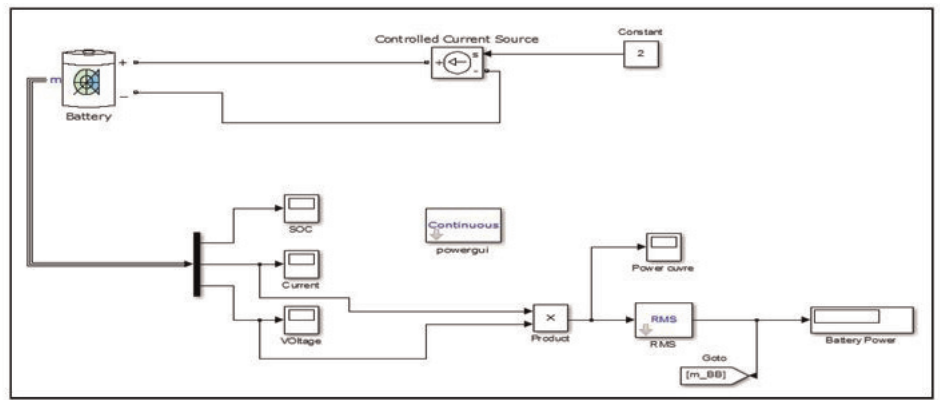 Constant
Controlled Current Source
2
+
s
-
m
+
-
Battery
SOC
Continuous
powergui
Current
Power cuvre
VOltage
×
Product
RMS
RMS
Battery Power
Goto
[m_BB]